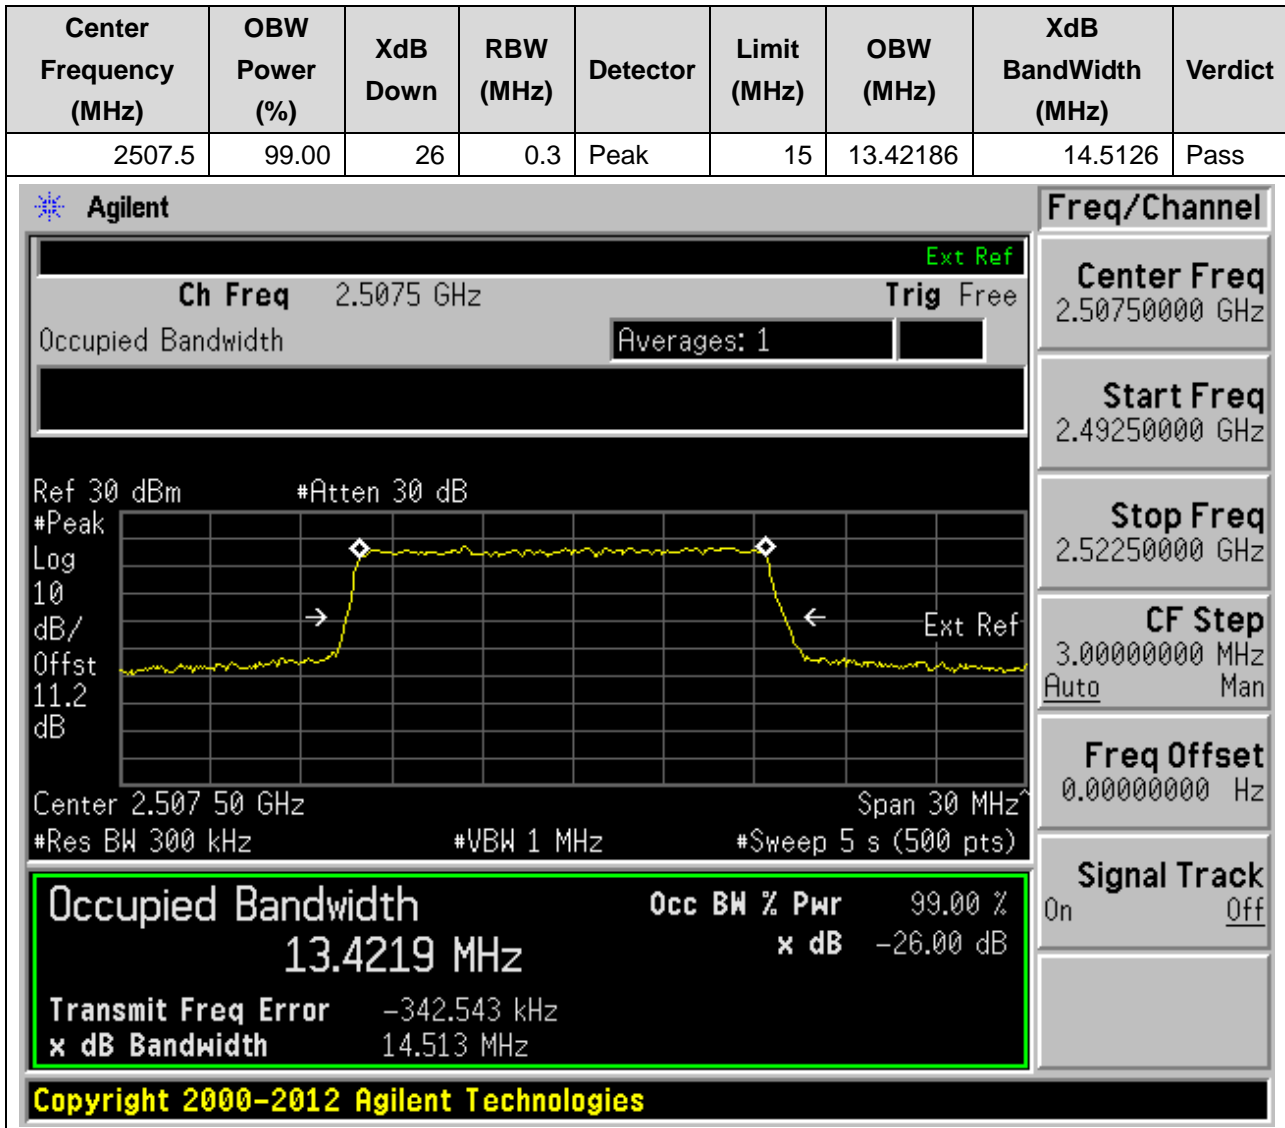 Center Frequency (MHz) OBW Power (%) XdB Down RBW (MHz) Detector Limit (MHz) OBW (MHz) XdB BandWidth (MHz) Verdict
2507.5 99.00 26 0.3 Peak 15 13.42186 14.5126 Pass
Agilent Freq/Channel
Ext Ref
Ch Freq 2.5075 GHz Trig Free
Occupied Bandwidth Averages: 1
Center Freq
2.50750000 GHz
Start Freq
2.49250000 GHz
Stop Freq
2.52250000 GHz
CF Step
3.00000000 MHz
Auto Man
Freq Offset
0.00000000 Hz
Signal Track
On Off
Ref 30 dBm #Atten 30 dB
#Peak
Log
10
dB/
Offst
11.2
dB
Ext Ref
Center 2.507 50 GHz Span 30 MHz^
#Res BW 300 kHz #VBW 1 MHz #Sweep 5 s (500 pts)
Occupied Bandwidth Occ BW % Pwr 99.00 %
13.4219 MHz x dB -26.00 dB
Transmit Freq Error -342.543 kHz
x dB Bandwidth 14.513 MHz
Copyright 2000-2012 Agilent Technologies